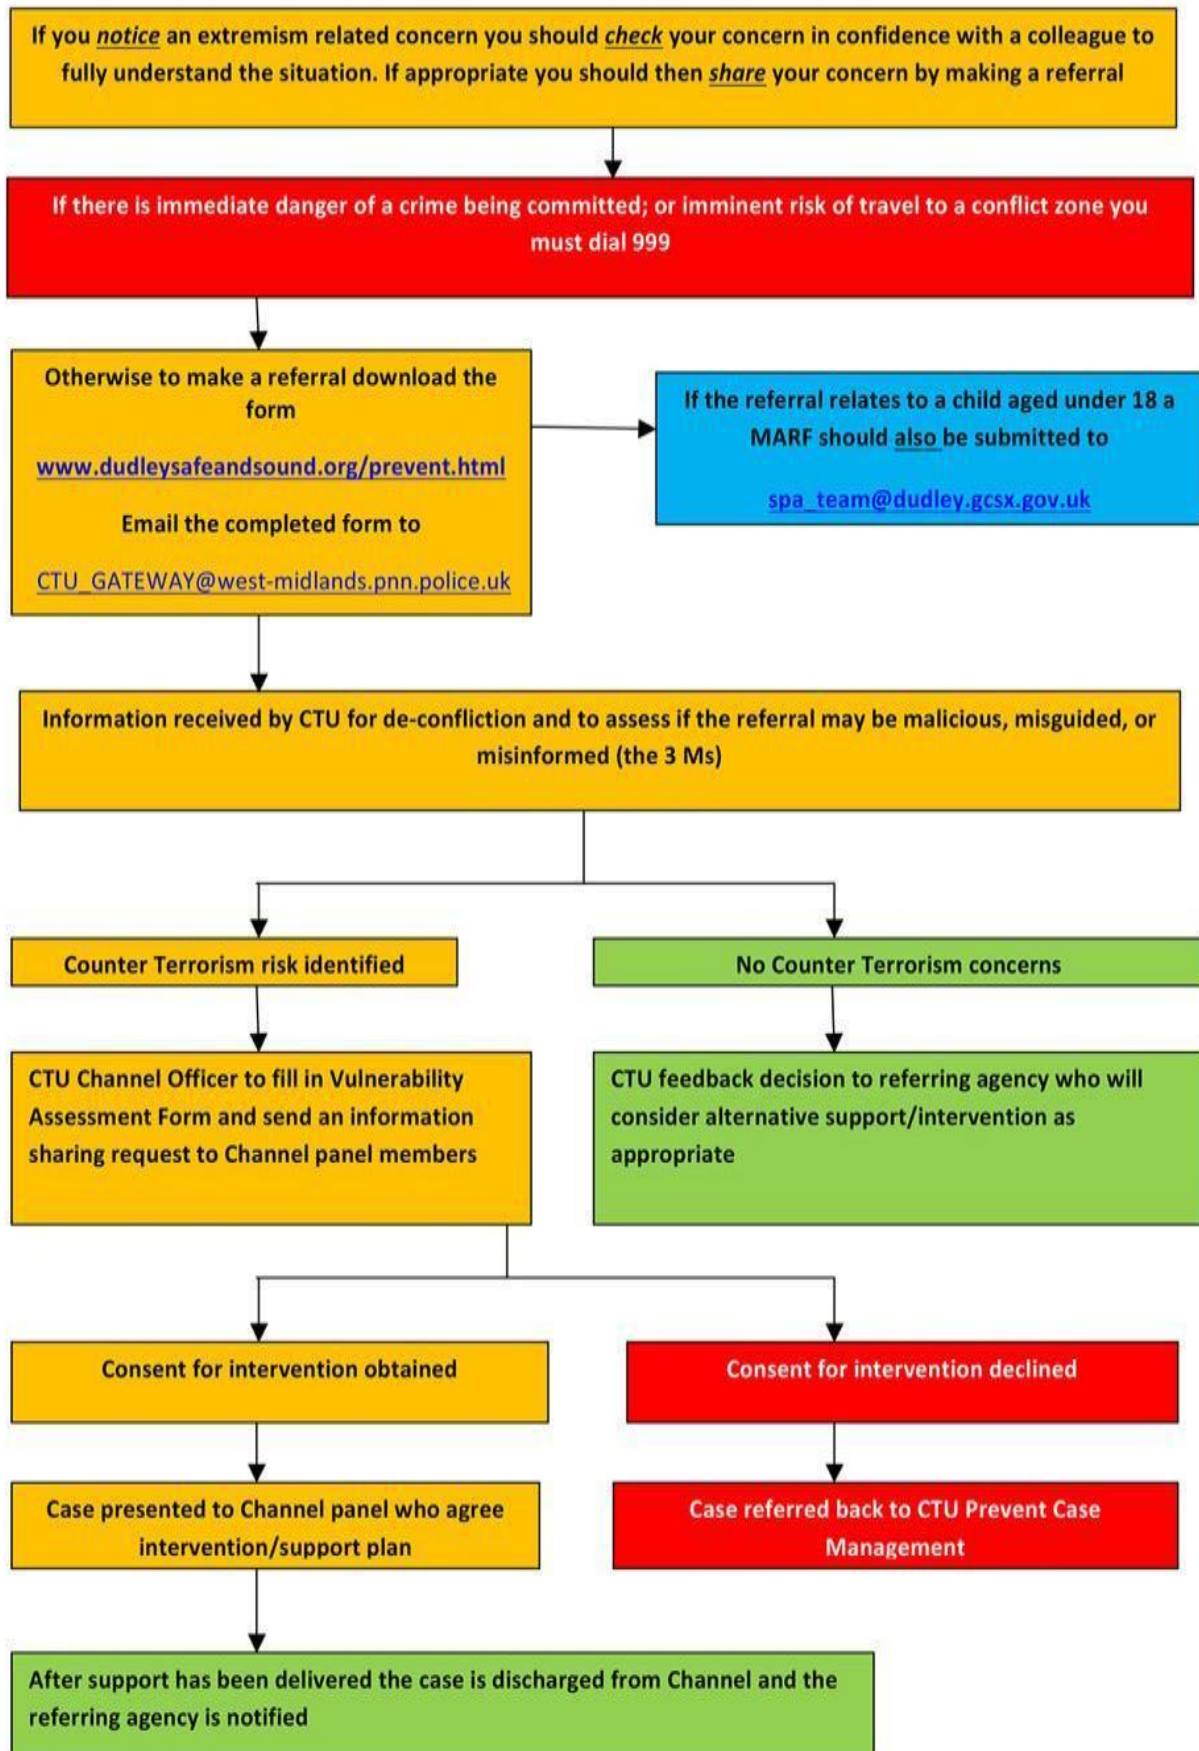 If you notice an extremism related concern you should check your concern in confidence with a colleague to
fully understand the situation. If appropriate you should then share your concern by making a referral
If there is immediate danger of a crime being committed; or imminent risk of travel to a conflict zone you
must dial 999
Otherwise to make a referral download the
form
www.dudleysafeandsound.org/prevent.html
Email the completed form to
CTU_GATEWAY@west-midlands.pnn.police.uk
If the referral relates to a child aged under 18 a
MARF should also be submitted to
spa_team@dudley.gcsx.gov.uk
Information received by CTU for de-confliction and to assess if the referral may be malicious, misguided, or
misinformed (the 3 Ms)
Counter Terrorism risk identified
No Counter Terrorism concerns
CTU Channel Officer to fill in Vulnerability
Assessment Form and send an information
sharing request to Channel panel members
CTU feedback decision to referring agency who will
consider alternative support/intervention as
appropriate
Consent for intervention obtained
Consent for intervention declined
Case presented to Channel panel who agree
intervention/support plan
Case referred back to CTU Prevent Case
Management
After support has been delivered the case is discharged from Channel and the
referring agency is notified